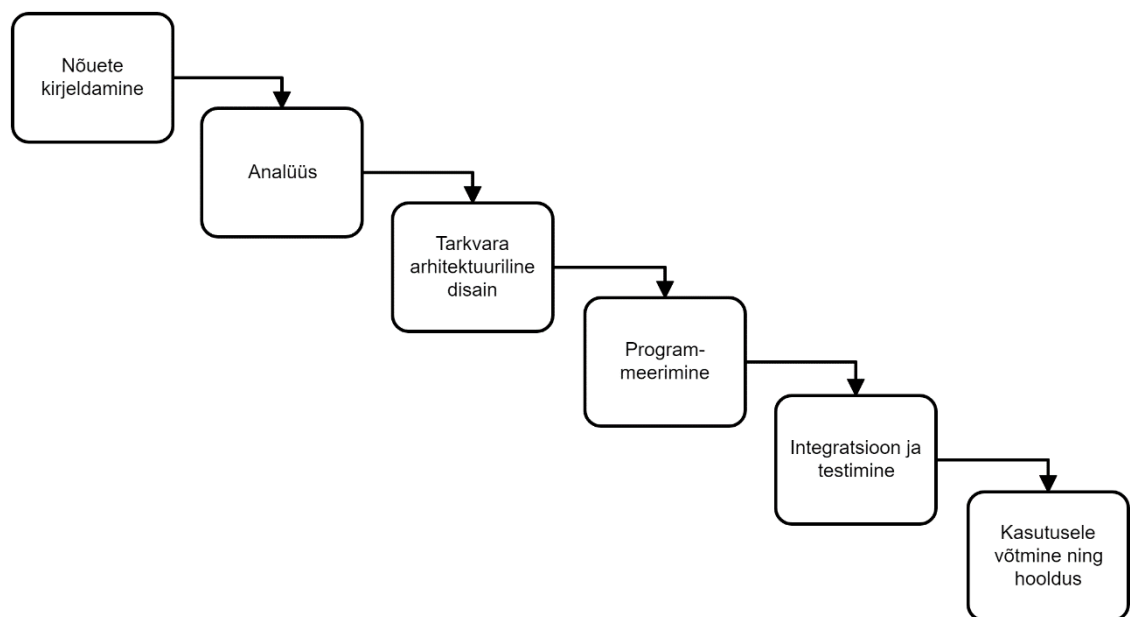 Nõuete
kirjeldamine
Analüüs
Tarkvara
arhitektuuriline
disain
Program-
meerimine
Integratsioon ja
testimine
Kasutusele
võtmine ning
hooldus